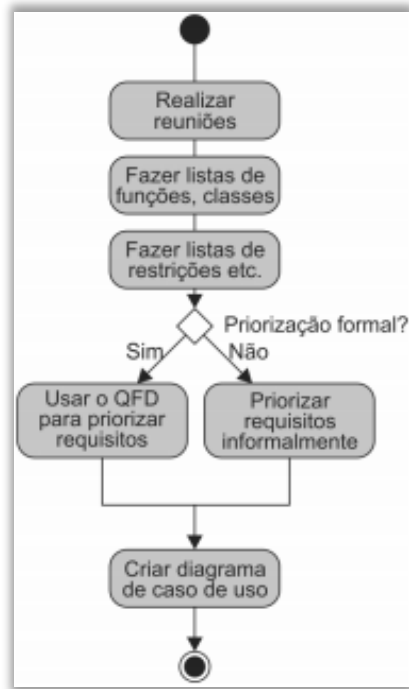 Realizar
reuniões
Fazer listas de
funções, classes
Fazer listas de
restrições etc.
Priorização formal?
Sim
Não
Usar o QFD
para priorizar
requisitos
Priorizar
requisitos
informalmente
Criar diagrama
de caso de uso